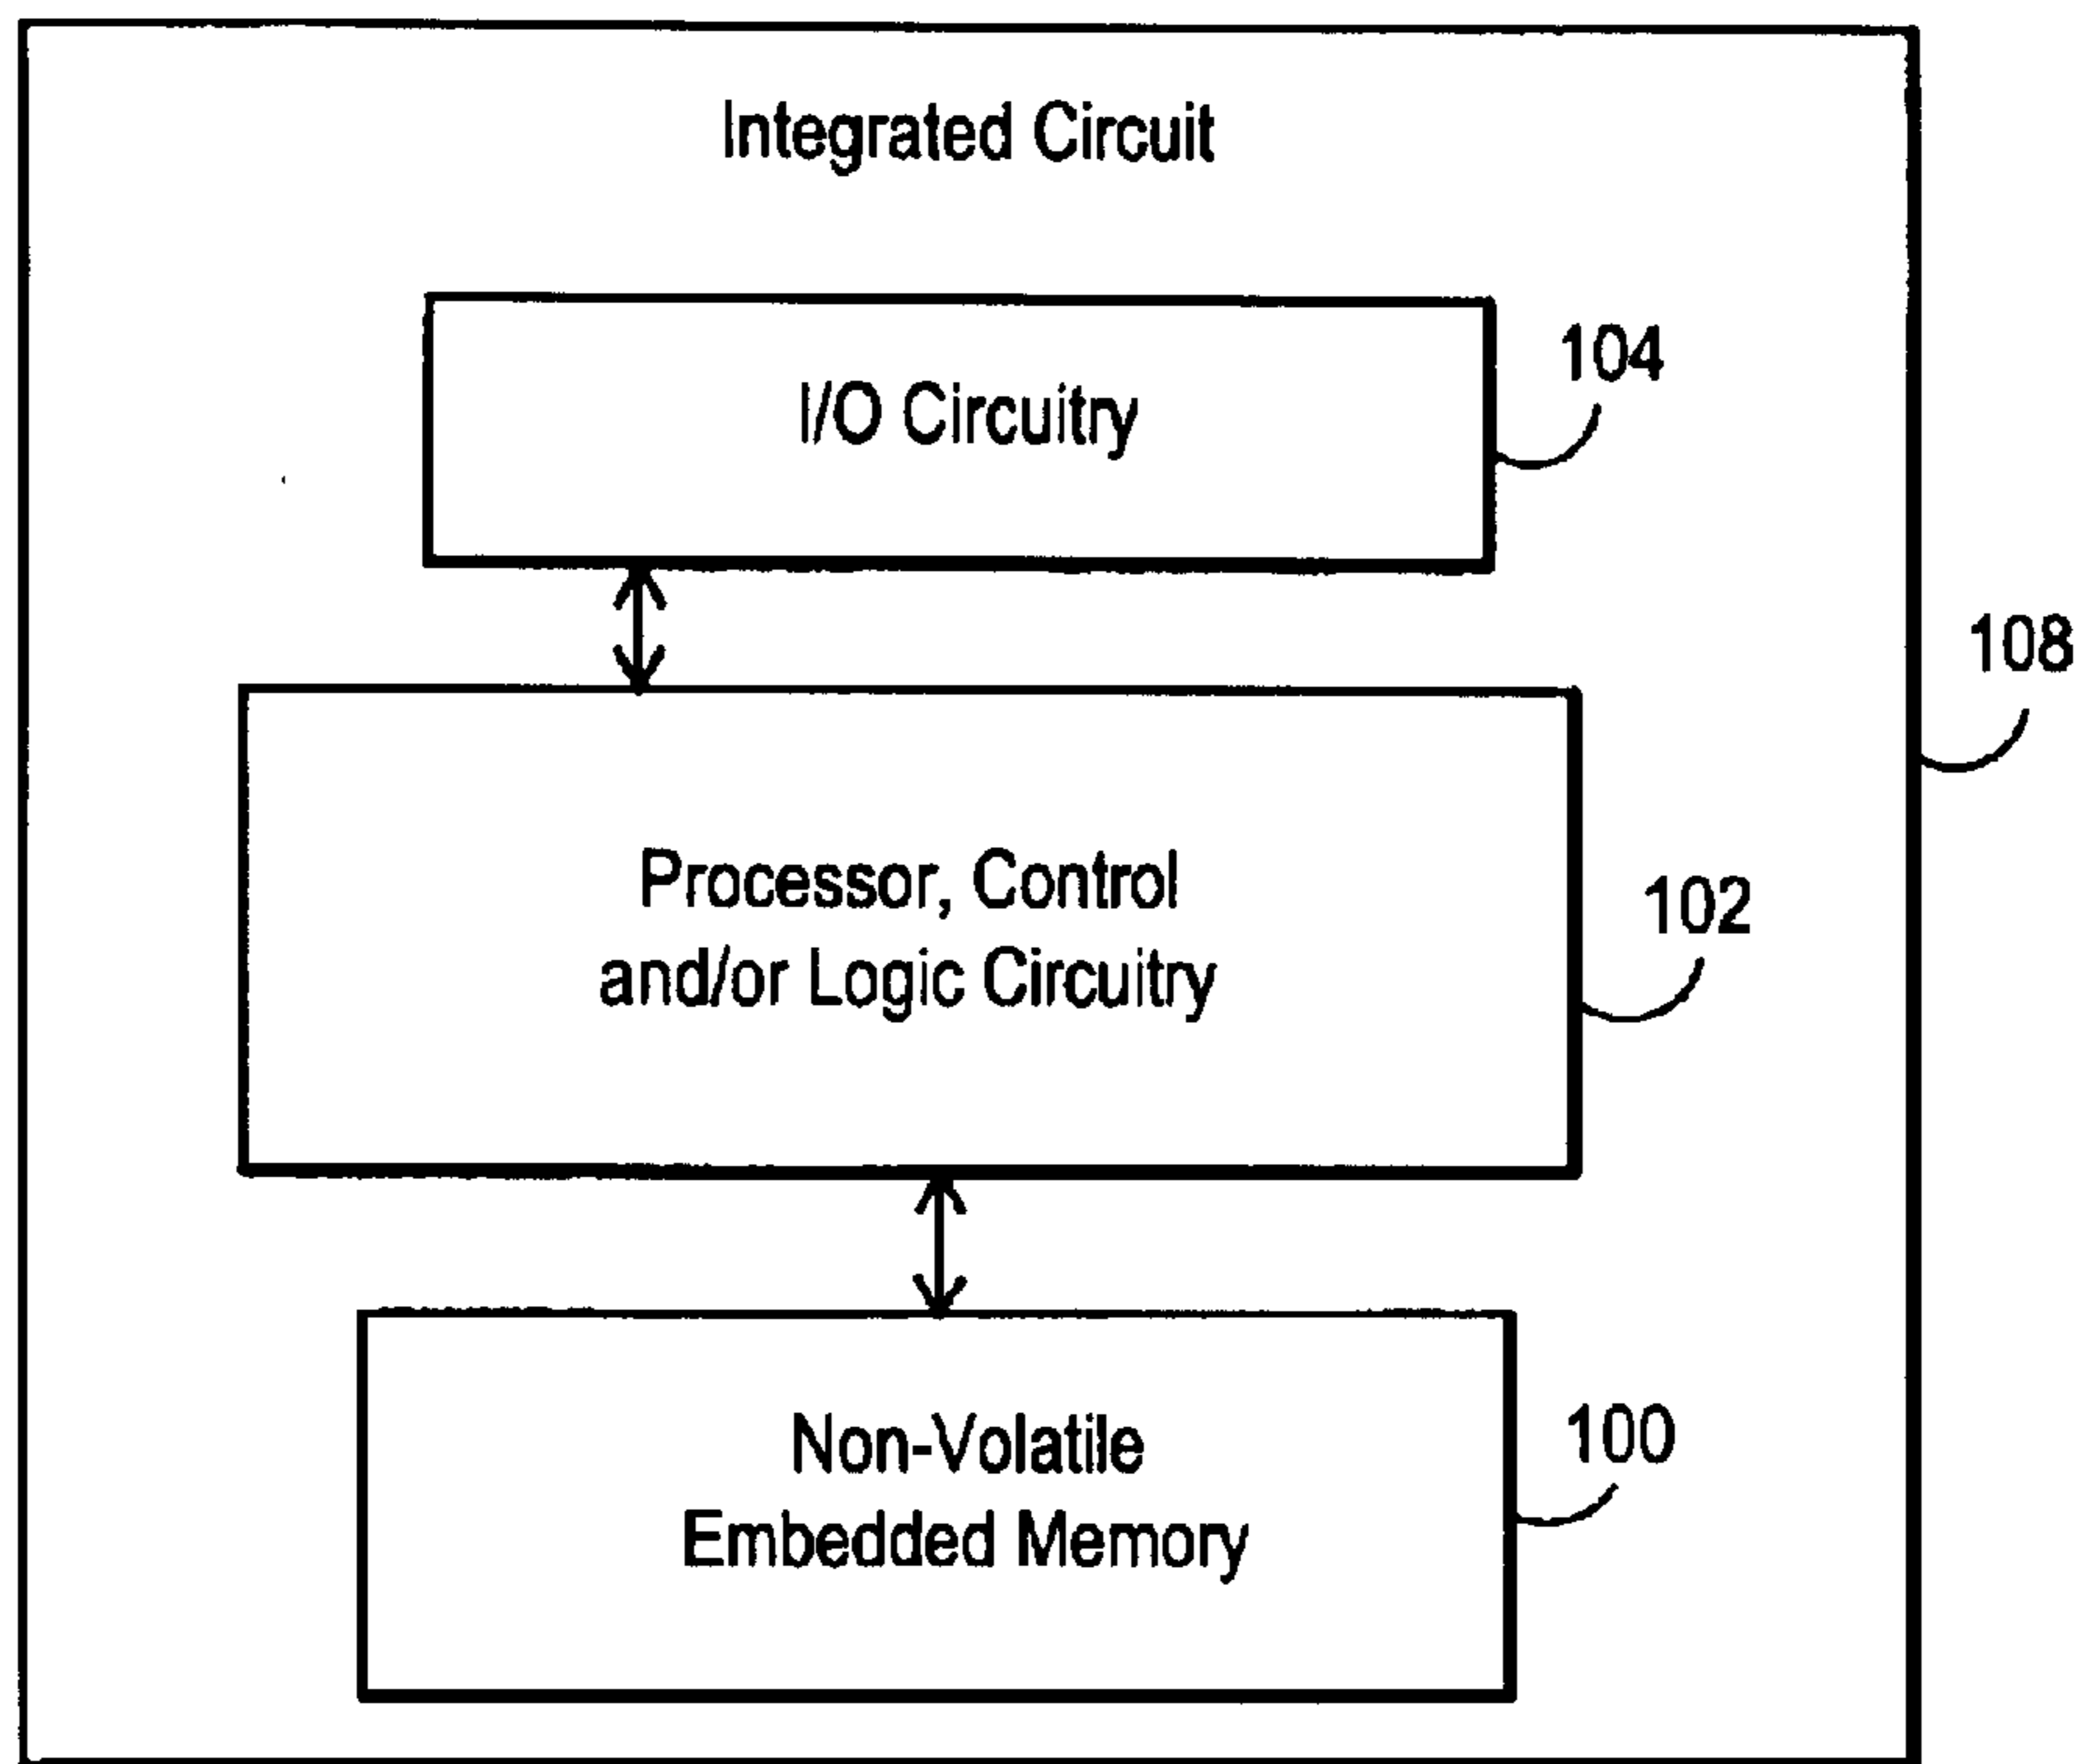 Integrated Circuit
104
I/O Circuitry
108
Processor, Control
102
and/or Logic Circuitry
100
Non-Volatile
Embedded Memory